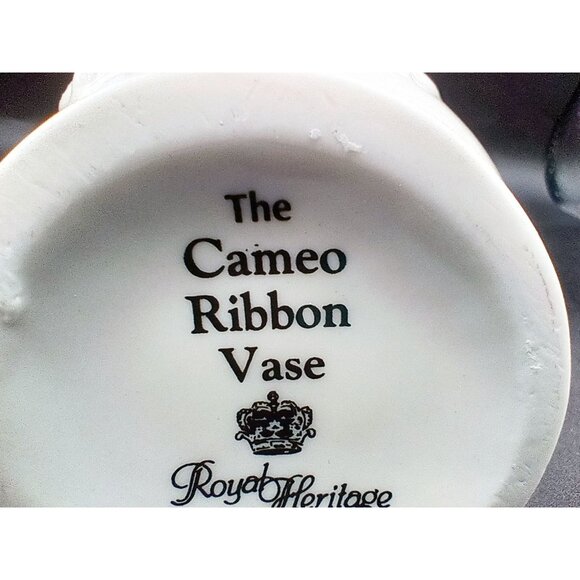 The
Cameo
Ribbon
Vase
Royal Heritage